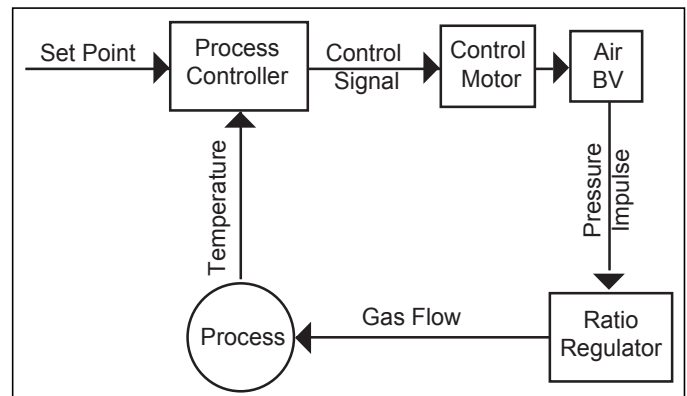 Set Point
Process
Controller
Control
Signal
Control
Motor
Air
BV
Temperature
Pressure
Impulse
Process
Gas Flow
Ratio
Regulator